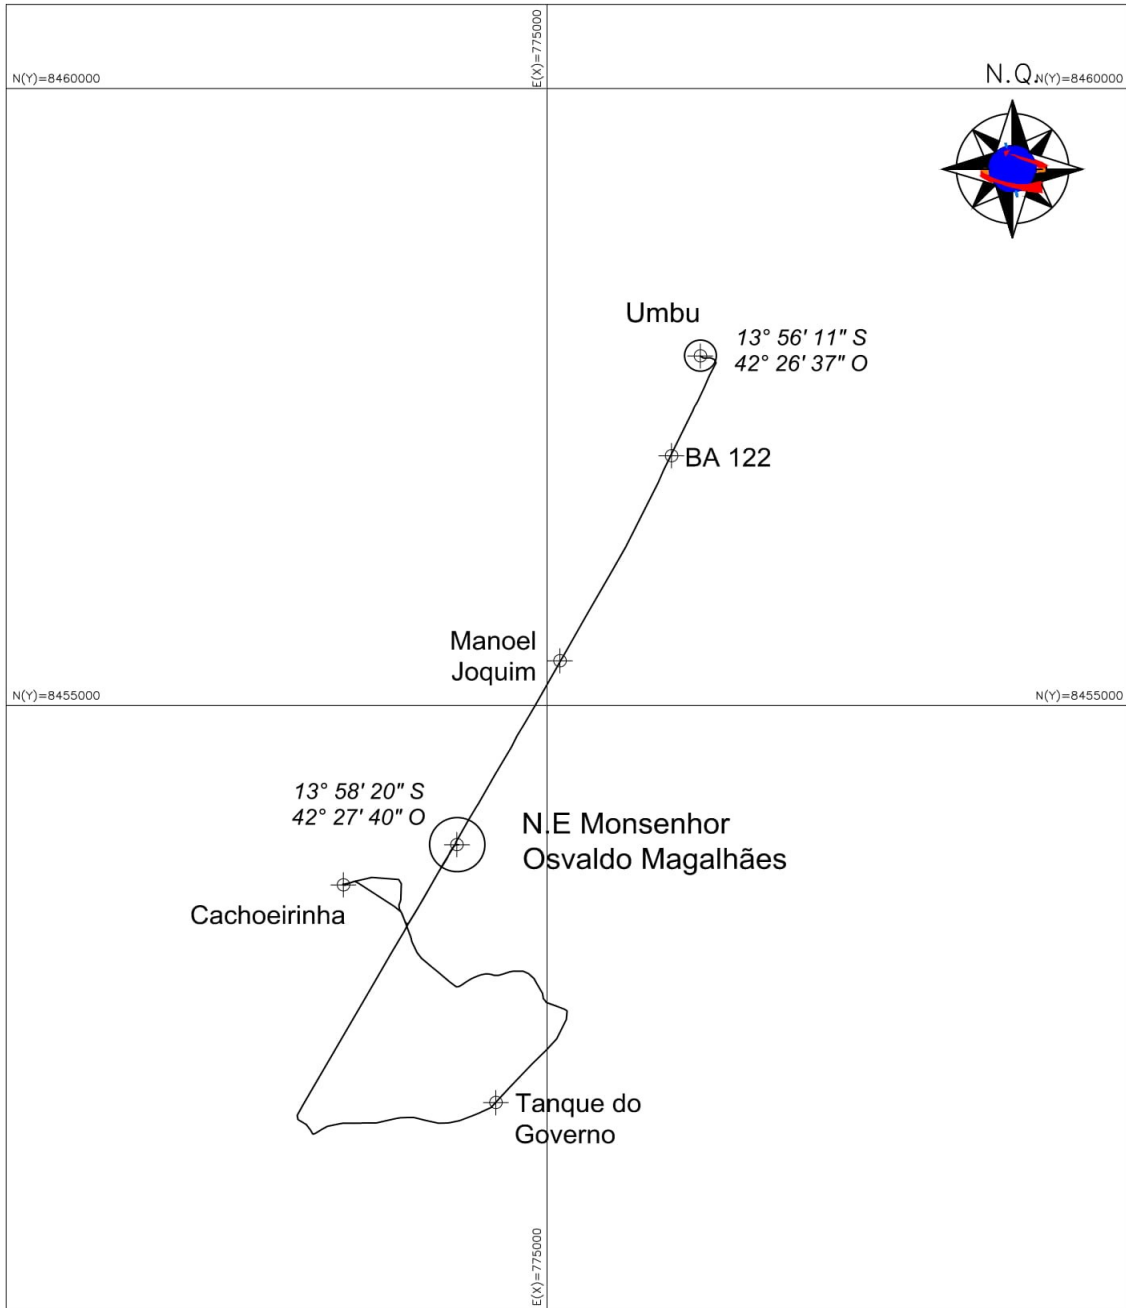 E(X)=775000
N(Y)=8460000
N.Q.
N(Y)=8460000
Umbu
13° 56' 11" S
42° 26' 37" O
BA 122
Manoel
Joquim
N(Y)=8455000
N(Y)=8455000
13° 58' 20" S
42° 27' 40" O
N.E Monsenhor
Osvaldo Magalhães
Cachoeirinha
Tanque do
Governo
E(X)=775000